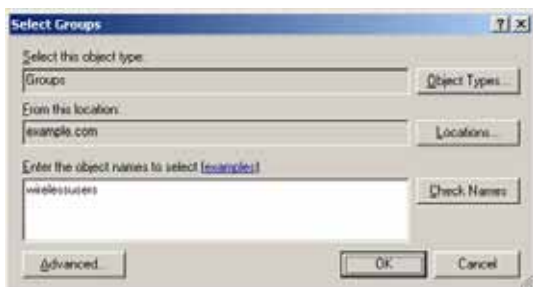 Select Groups
Select this object type:
Groups
Object Types...
From this location:
example.com
Locations...
Enter the object names to select (examples):
wirelessusers
Check Names
Advanced...
OK
Cancel